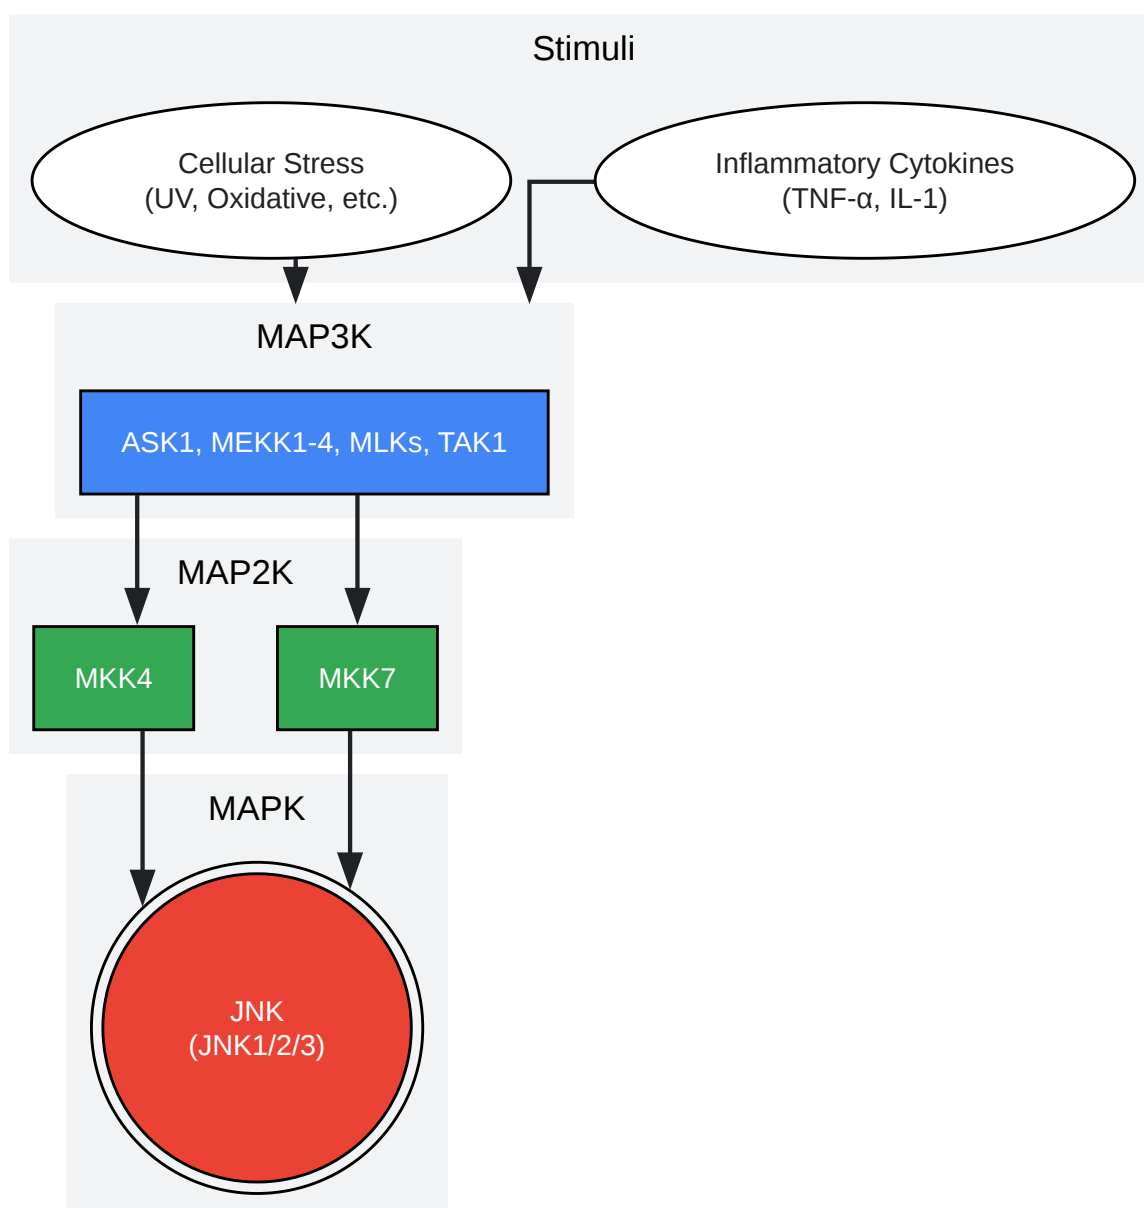 Stimuli
Cellular Stress
(UV, Oxidative, etc.)
Inflammatory Cytokines
(TNF-α, IL-1)
MAP3K
ASK1, MEKK1-4, MLKs, TAK1
MAP2K
MKK4
MKK7
MAPK
JNK
(JNK1/2/3)